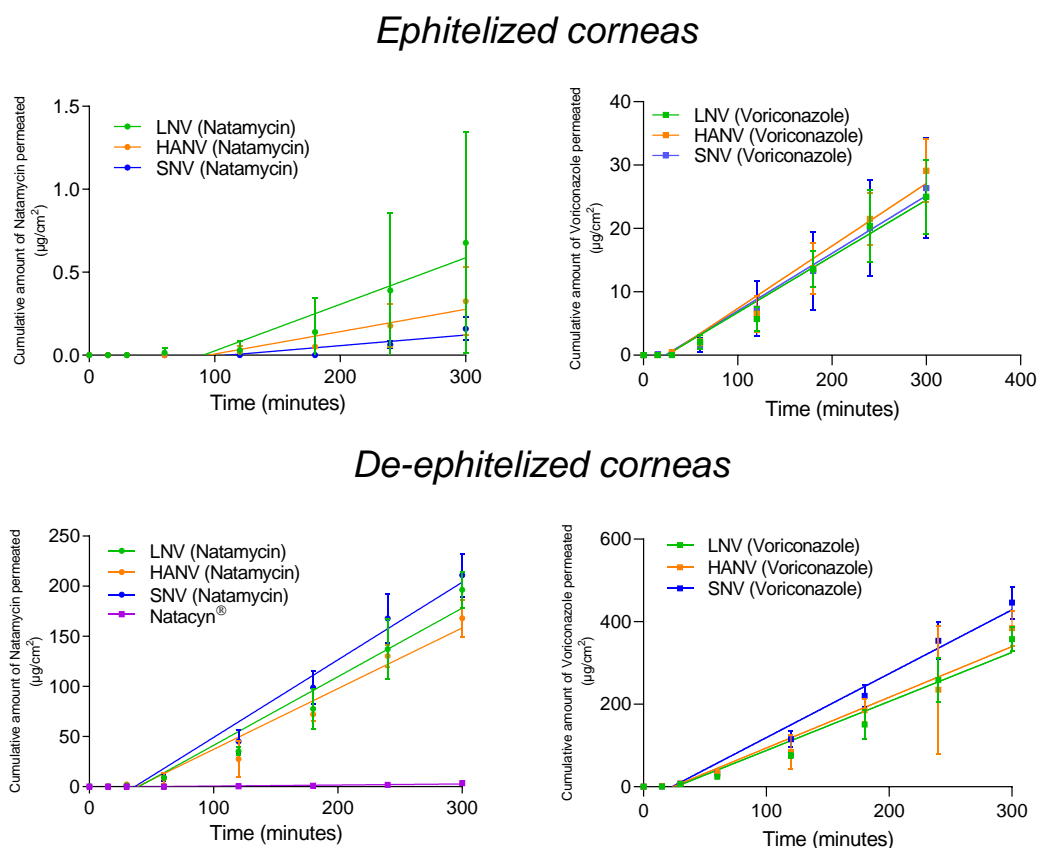 Ephitelized corneas
Cumulative amount of Natamycin permeated
(µg/cm²)
1.5
1.0
0.5
0.0
LNV (Natamycin)
HANV (Natamycin)
SNV (Natamycin)
0 100 200 300
Time (minutes)
Cumulative amount of Voriconazole permeated
(µg/cm²)
40
30
20
10
0
LNV (Voriconazole)
HANV (Voriconazole)
SNV (Voriconazole)
0 100 200 300 400
Time (minutes)
De-ephitelized corneas
Cumulative amount of Natamycin permeated
(µg/cm²)
250
200
150
100
50
0
LNV (Natamycin)
HANV (Natamycin)
SNV (Natamycin)
Natacyn®
0 100 200 300
Time (minutes)
Cumulative amount of Voriconazole permeated
(µg/cm²)
600
400
200
0
LNV (Voriconazole)
HANV (Voriconazole)
SNV (Voriconazole)
0 100 200 300
Time (minutes)